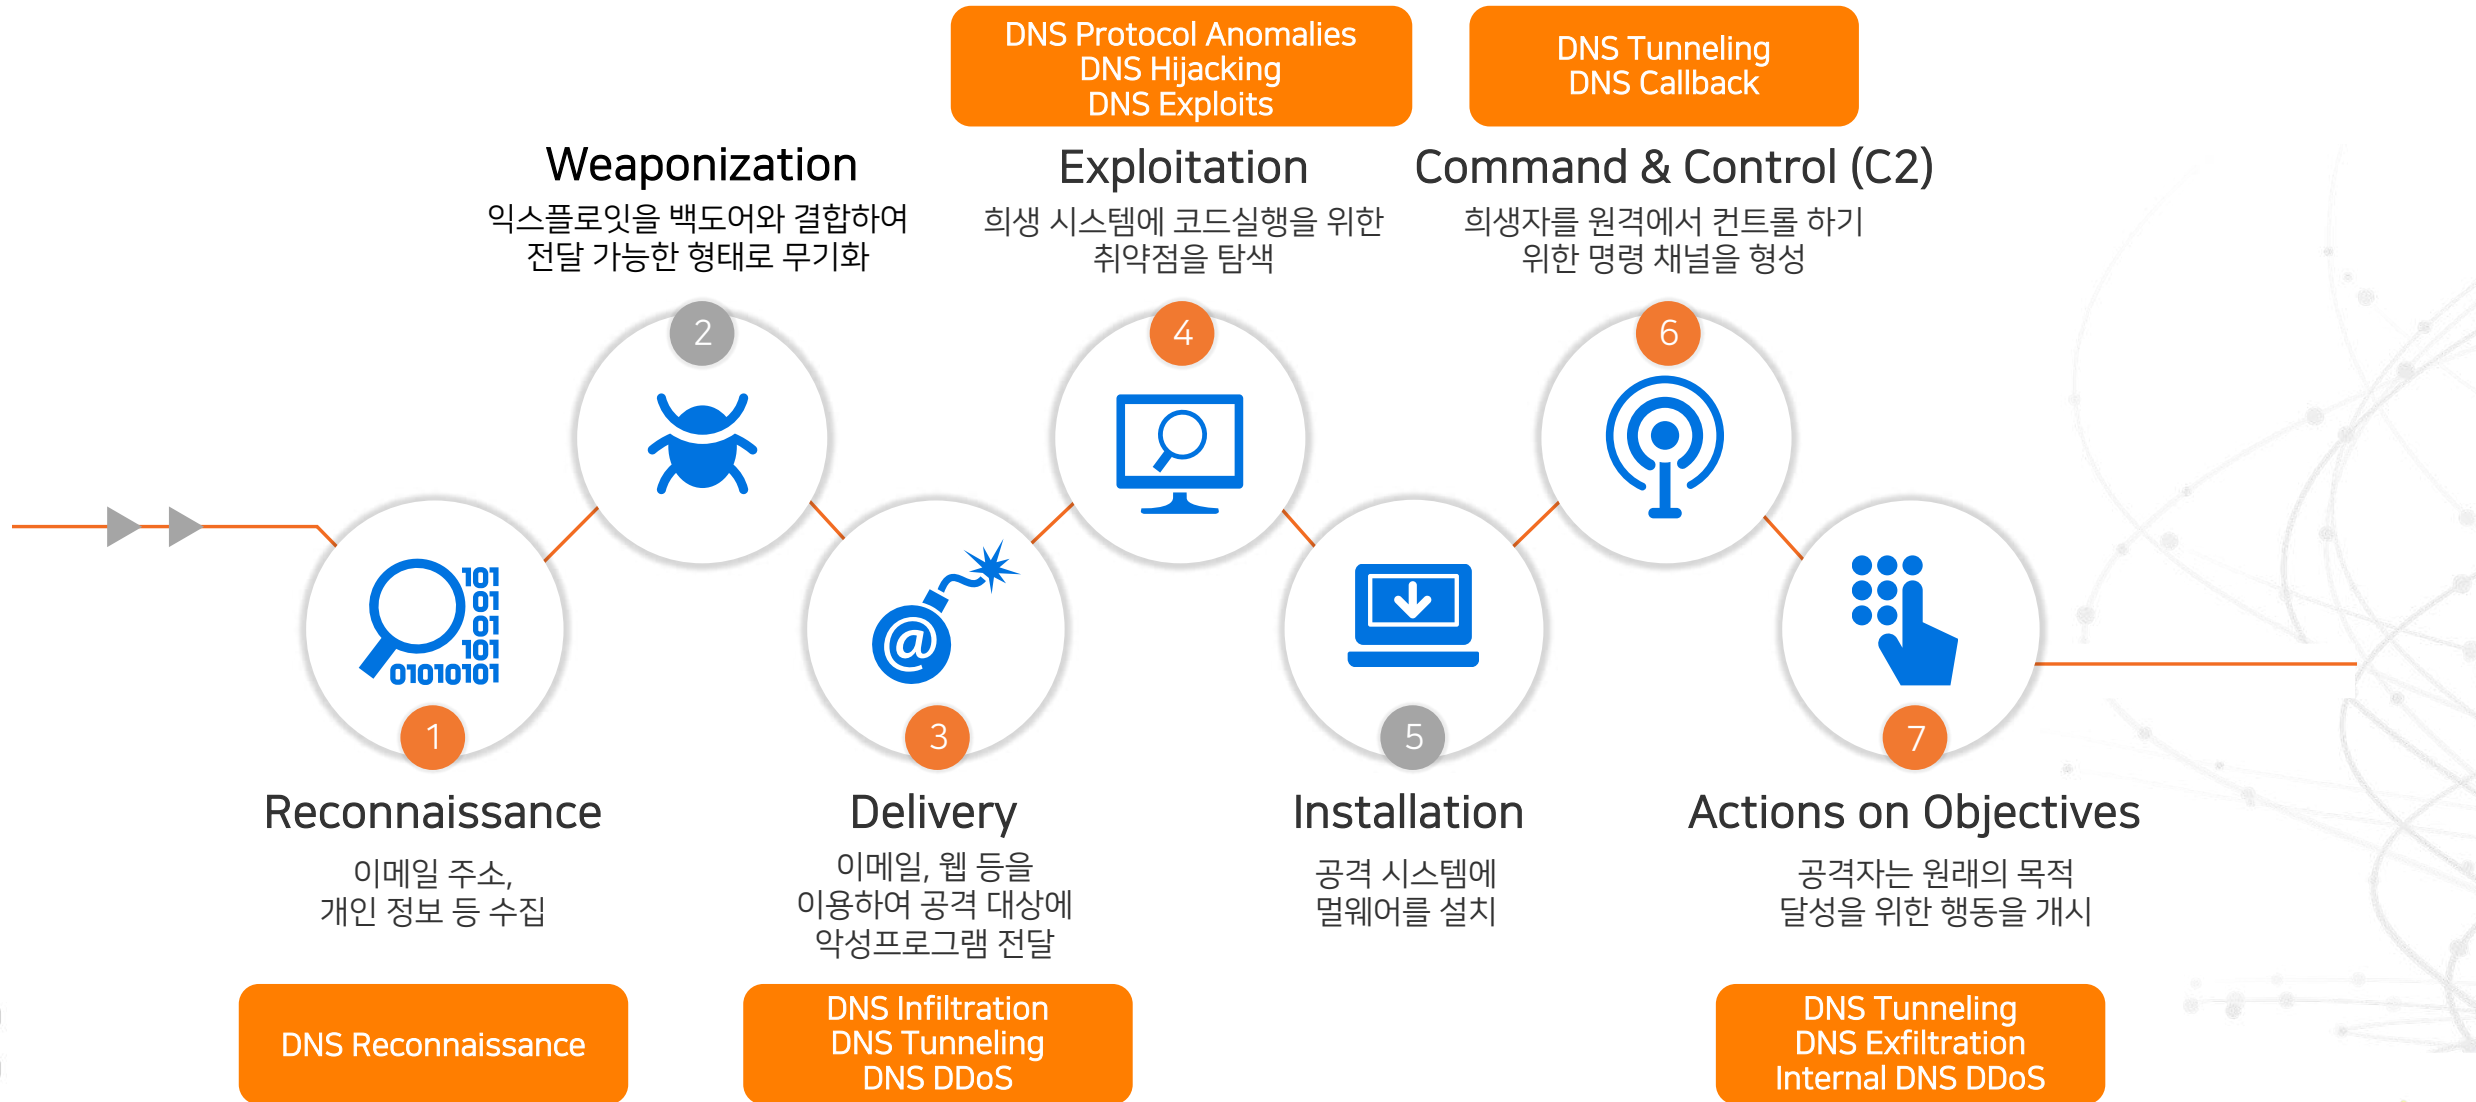 DNS Protocol Anomalies
DNS Hijacking
DNS Exploits
DNS Tunneling
DNS Callback
Weaponization
익스플로잇을 백도어와 결합하여
전달 가능한 형태로 무기화
Exploitation
희생 시스템에 코드실행을 위한
취약점을 탐색
Command & Control (C2)
희생자를 원격에서 컨트롤 하기
위한 명령 채널을 형성
2
4
6
101
01
01
101
01010101
@
1
3
5
7
Reconnaissance
이메일 주소,
개인 정보 등 수집
Delivery
이메일, 웹 등을
이용하여 공격 대상에
악성프로그램 전달
Installation
공격 시스템에
멀웨어를 설치
Actions on Objectives
공격자는 원래의 목적
달성을 위한 행동을 개시
DNS Reconnaissance
DNS Infiltration
DNS Tunneling
DNS DDoS
DNS Tunneling
DNS Exfiltration
Internal DNS DDoS